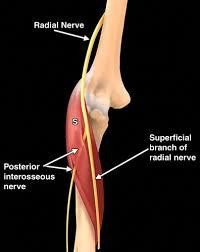 Radial Nerve
S
Superficial
branch of
radial nerve
Posterior
interosseous
nerve